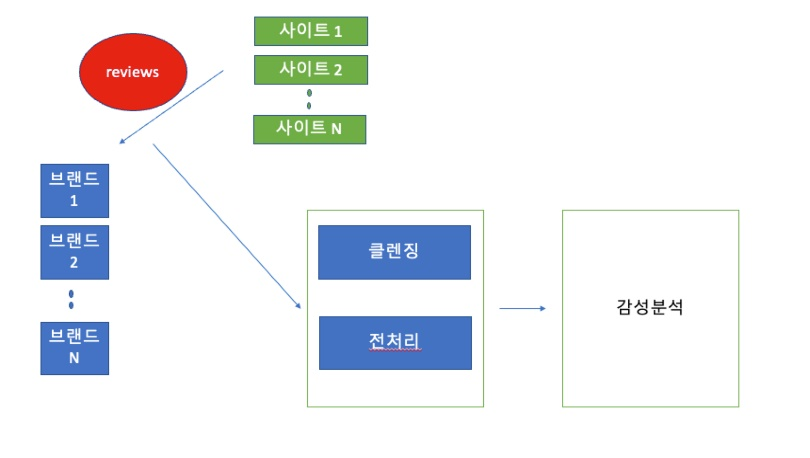 사이트 1
reviews
사이트 2
사이트 N
브랜드
1
브랜드
2
브랜드
N
클렌징
전처리
감성분석